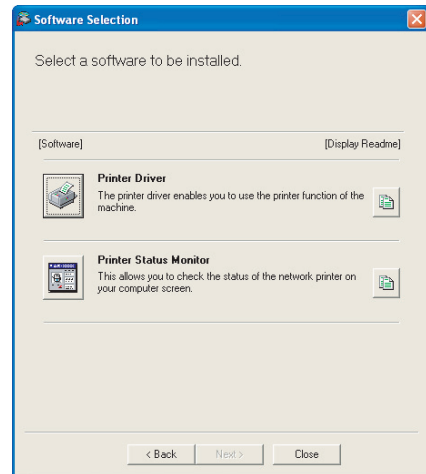 Software Selection
Select a software to be installed.
[Software] [Display Readme]
Printer Driver
The printer driver enables you to use the printer function of the
machine.
Printer Status Monitor
This allows you to check the status of the network printer on
your computer screen.
< Back Next > Close